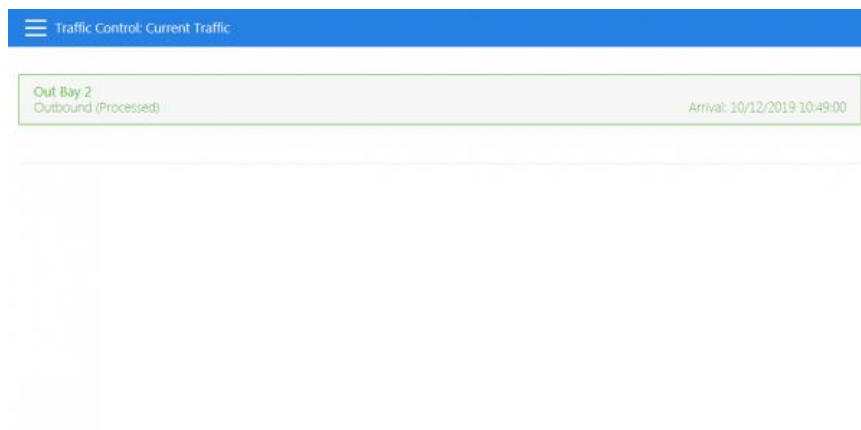 Traffic Control: Current Traffic
Out Bay 2
Outbound (Processed)
Arrival: 10/12/2019 10:49:00